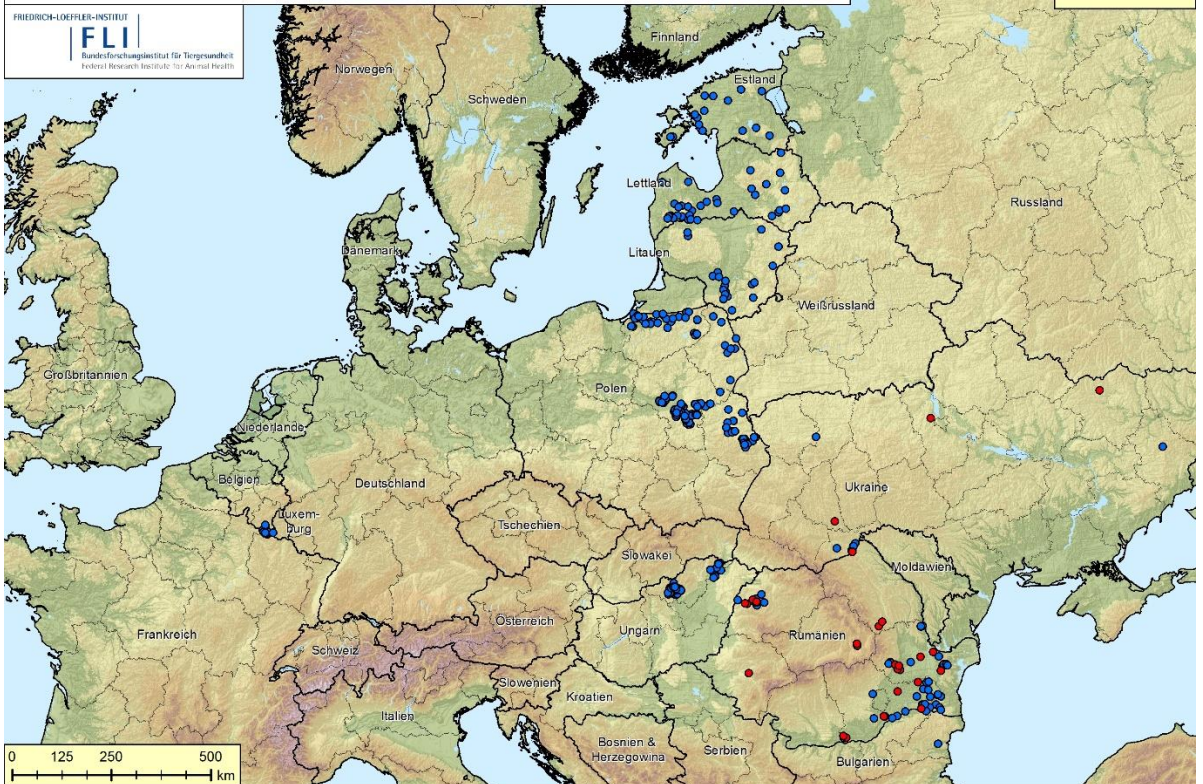 FRIEDRICH-LOEFFLER-INSTITUT
FLI
Bundesforschungsinstitut für Tiergesundheit
Federal Research Institute for Animal Health
Finnland
Norwegen
Schweden
Estland
Lettland
Russland
Dänemark
Litauen
Weißrussland
Großbritannien
Polen
Niederlande
Belgien
Deutschland
Ukraine
Luxem-
burg
Tschechien
Slowakei
Moldawien
Frankreich
Österreich
Ungarn
Rumänien
Schweiz
Slowenien
Kroatien
Italien
Bosnien &
Herzegowina
Serbien
Bulgarien
0 125 250 500
km